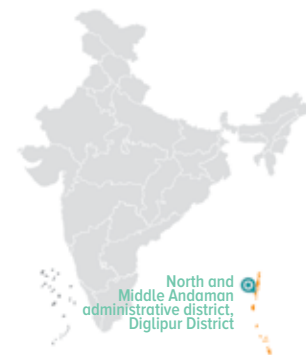 North and
Middle Andaman
administrative district,
Diglipur District